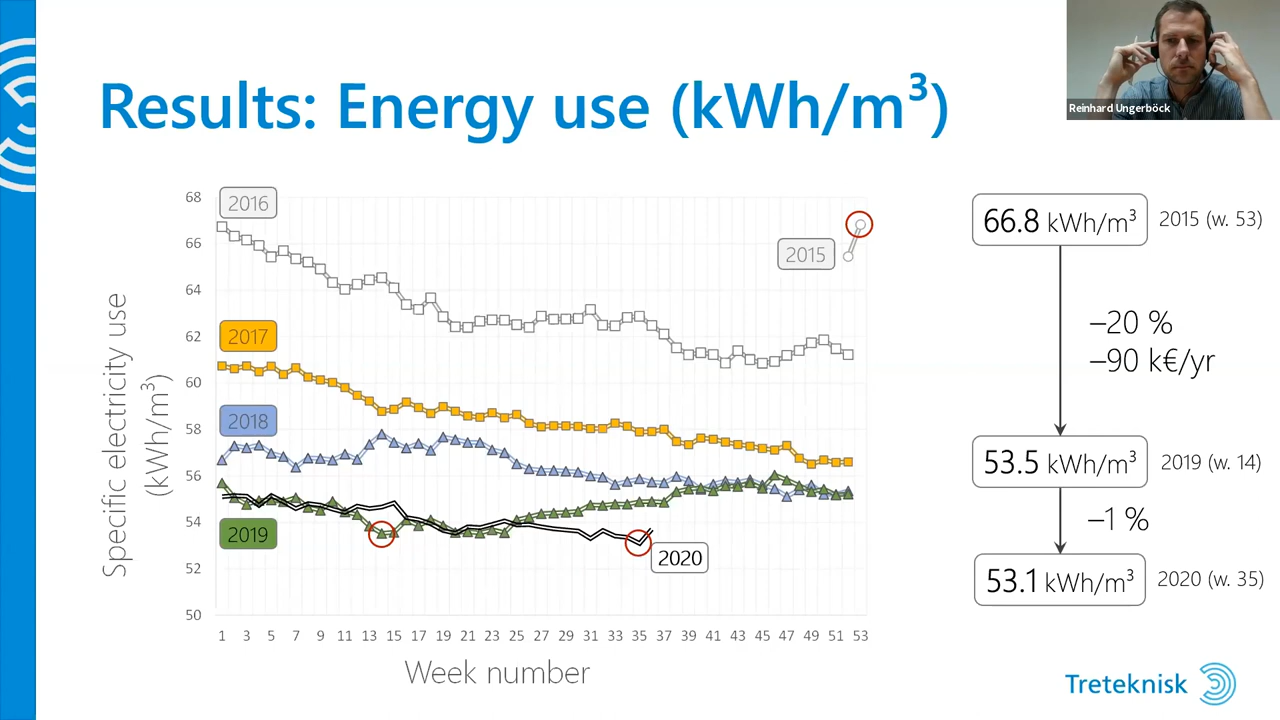 Reinhard Ungerböck
Results: Energy use (kWh/m³)
Specific electricity use
(kWh/m³)
68
66
64
62
60
58
56
54
52
50
2016
2015
2017
2018
2019
2020
1 3 5 7 9 11 13 15 17 19 21 23 25 27 29 31 33 35 37 39 41 43 45 47 49 51 53
Week number
66.8 kWh/m³ 2015 (w. 53)
–20 %
–90 k€/yr
53.5 kWh/m³ 2019 (w. 14)
–1 %
53.1 kWh/m³ 2020 (w. 35)
Treteknisk